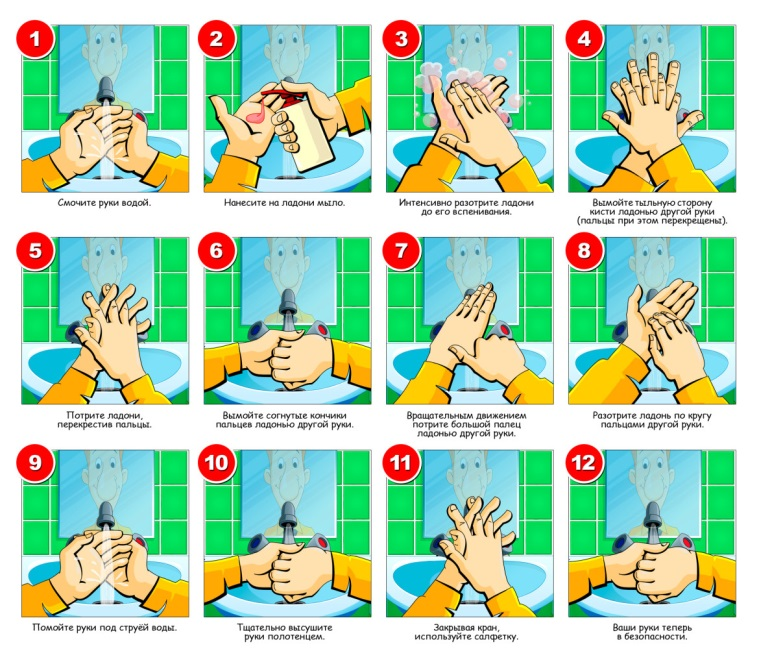 1
Смочите руки водой.
2
Нанесите на ладони мыло.
3
Интенсивно разотрите ладони
до его вспенивания.
4
Вымойте тыльную сторону
кисти ладонью другой руки
(пальцы при этом перекрещены).
5
Потрите ладони,
перекрестив пальцы.
6
Вымойте согнутые кончики
пальцев ладонью другой руки.
7
Вращательным движением
потрите большой палец
ладонью другой руки.
8
Разотрите ладонь по кругу
пальцами другой руки.
9
Помойте руки под струёй воды.
10
Тщательно высушите
руки полотенцем.
11
Закрывая кран,
используйте салфетку.
12
Ваши руки теперь
в безопасности.